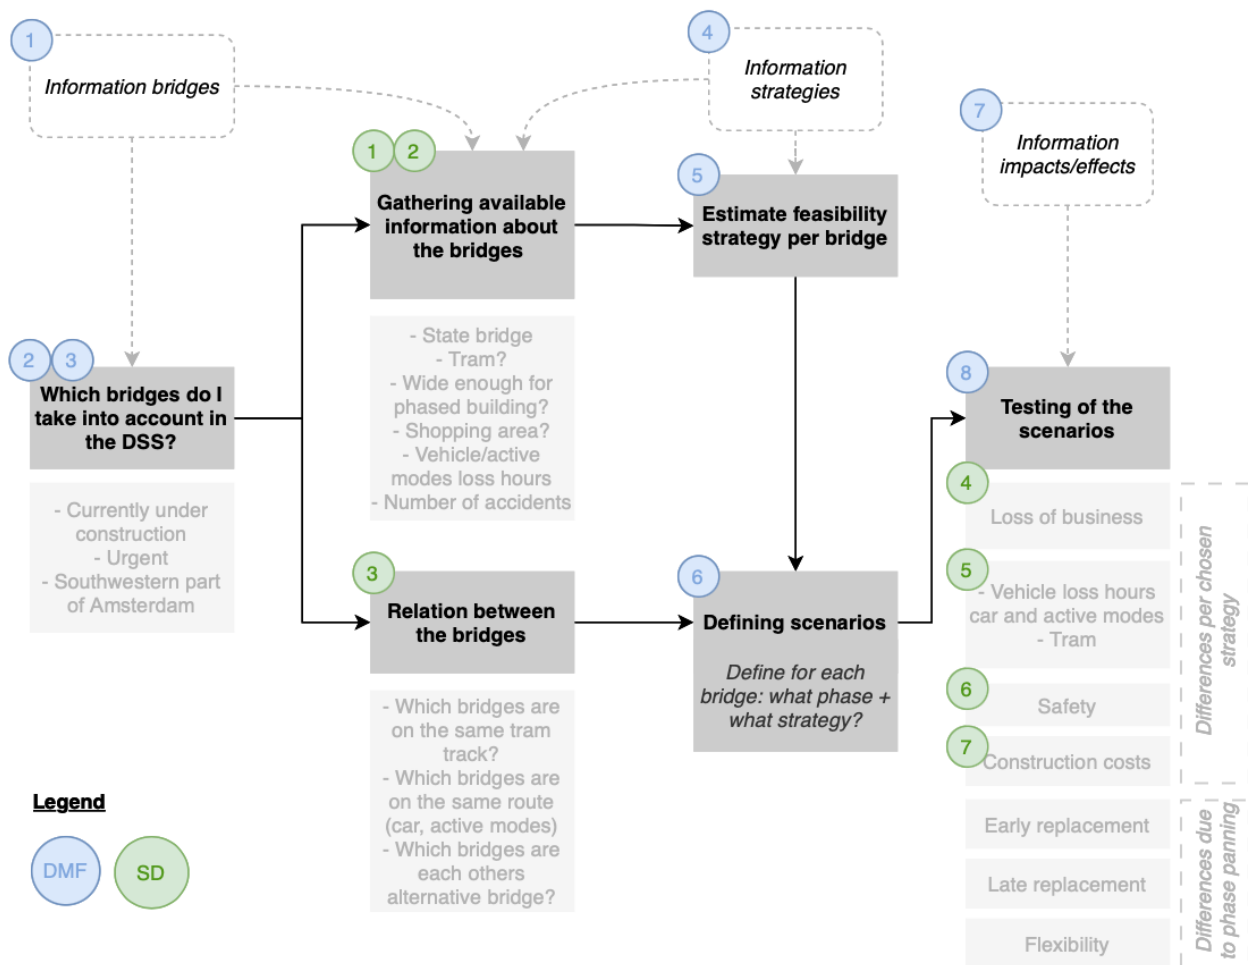 1
Information bridges
4
Information
strategies
7
Information
impacts/effects
1
2
Gathering available
information about
the bridges
5
Estimate feasibility
strategy per bridge
- State bridge
- Tram?
- Wide enough for
phased building?
- Shopping area?
- Vehicle/active
modes loss hours
- Number of accidents
2
3
Which bridges do I
take into account in
the DSS?
- Currently under
construction
- Urgent
- Southwestern part
of Amsterdam
3
Relation between
the bridges
- Which bridges are
on the same tram
track?
- Which bridges are
on the same route
(car, active modes)
- Which bridges are
each others
alternative bridge?
6
Defining scenarios
Define for each
bridge: what phase +
what strategy?
8
Testing of the
scenarios
4
Loss of business
5
- Vehicle loss hours
car and active modes
- Tram
6
Safety
7
Construction costs
Differences per chosen
strategy
Early replacement
Late replacement
Flexibility
Differences due
to phase panning
Legend
DMF
SD